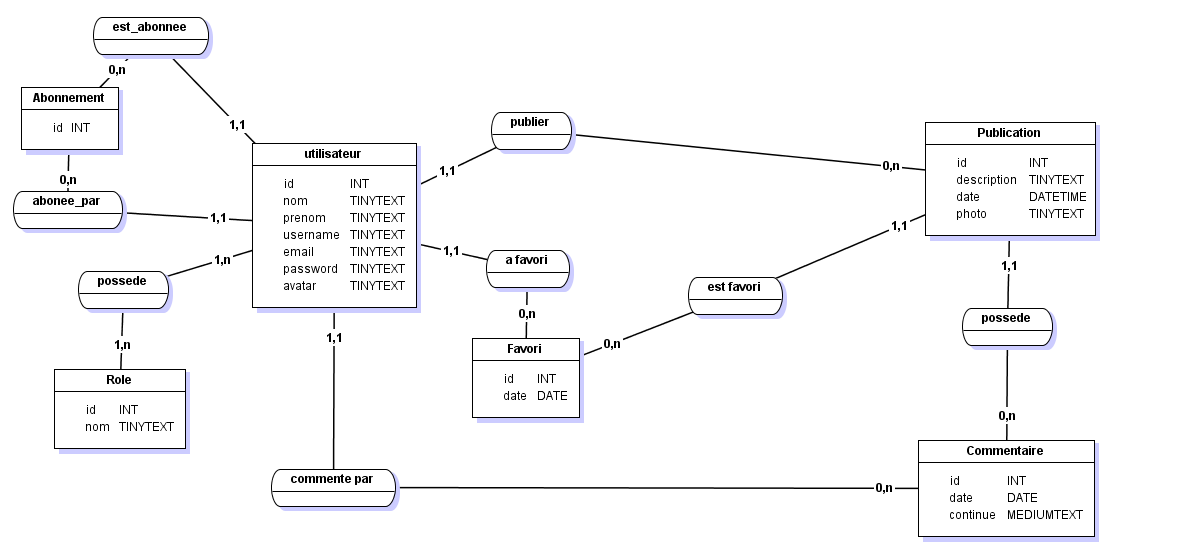 est_abonnee
0,n
1,1
Abonnement
id INT
0,n
abonee_par
1,1
utilisateur
id INT
nom TINYTEXT
prenom TINYTEXT
username TINYTEXT
email TINYTEXT
password TINYTEXT
avatar TINYTEXT
publier
1,1
0,n
Publication
id INT
description TINYTEXT
date DATETIME
photo TINYTEXT
1,n
possede
1,n
Role
id INT
nom TINYTEXT
1,1
a favori
0,n
Favori
id INT
date DATE
1,1
est favori
0,n
1,1
possede
0,n
Commentaire
id INT
date DATE
continue MEDIUMTEXT
1,1
commente par
0,n